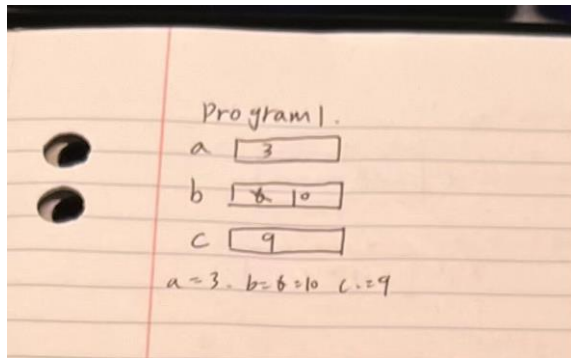 Program 1.
a 3
b 6 10
c 9
a = 3. b = 6 = 10 c. = 9